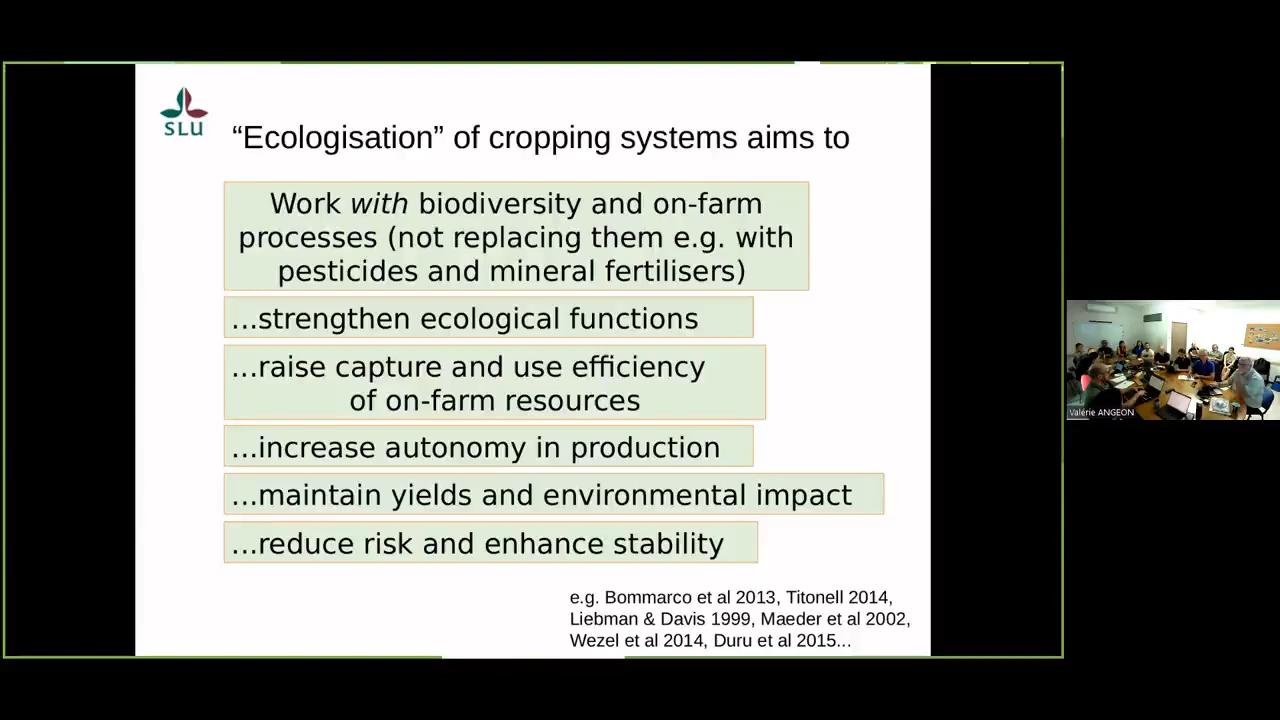 SLU
“Ecologisation” of cropping systems aims to
Work with biodiversity and on-farm
processes (not replacing them e.g. with
pesticides and mineral fertilisers)
...strengthen ecological functions
...raise capture and use efficiency
of on-farm resources
...increase autonomy in production
...maintain yields and environmental impact
...reduce risk and enhance stability
e.g. Bommarco et al 2013, Titonell 2014,
Liebman & Davis 1999, Maeder et al 2002,
Wezel et al 2014, Duru et al 2015...
Valérie ANGEON